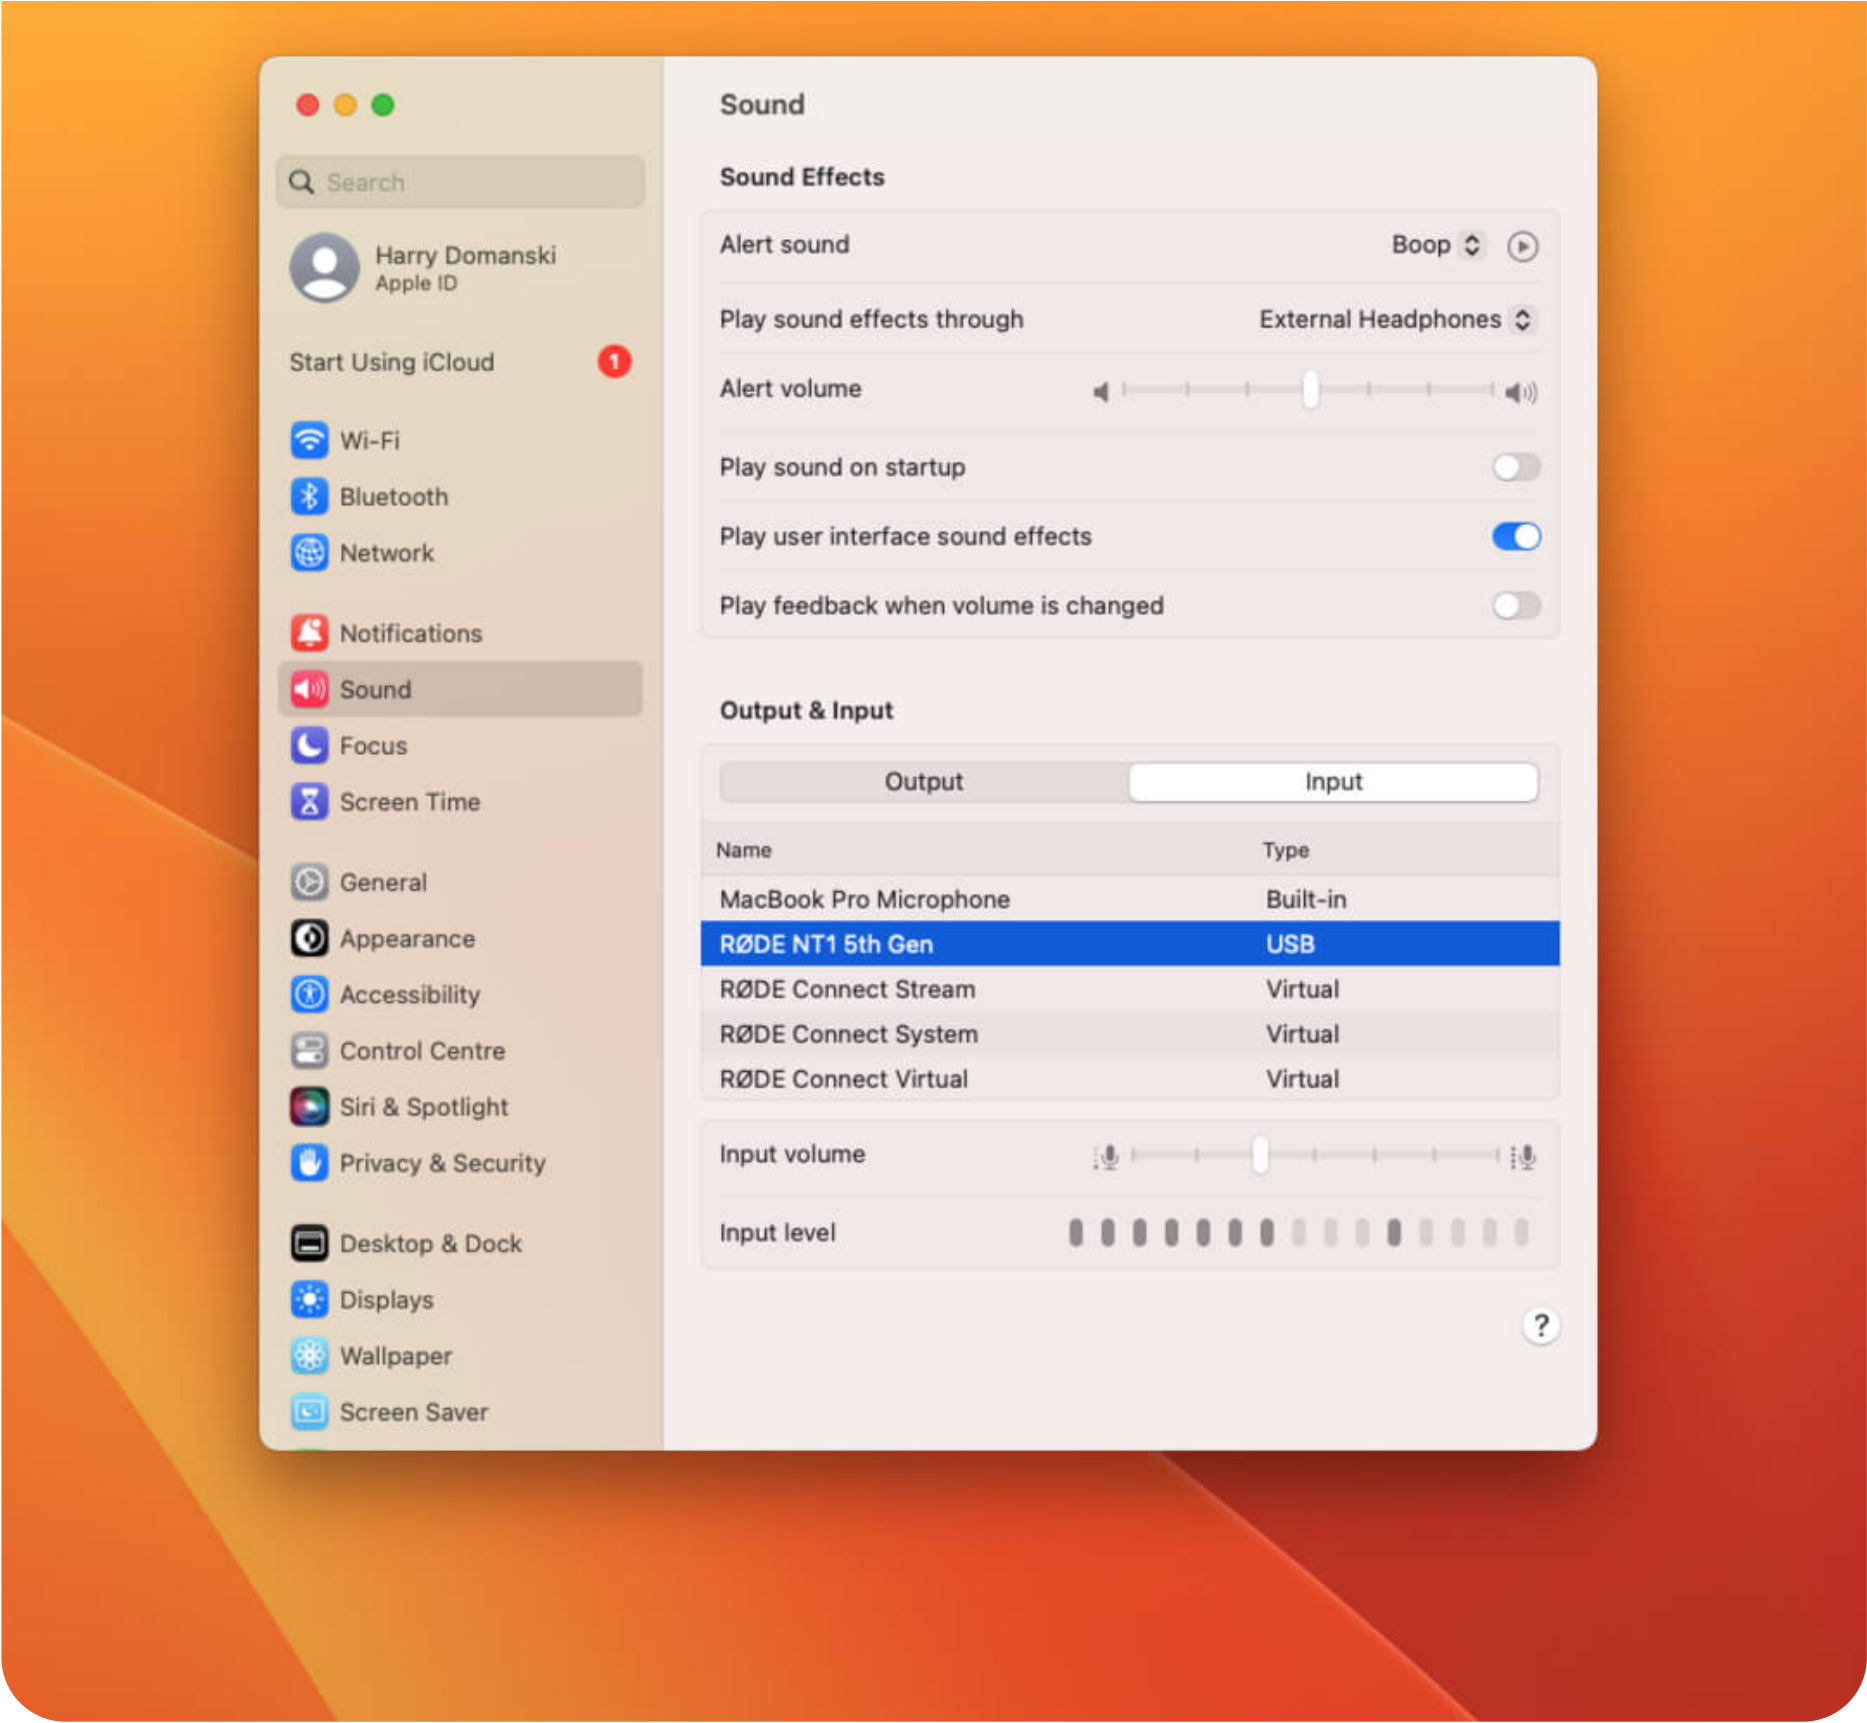 Search
Harry Domanski
Apple ID
Start Using iCloud 1
Wi-Fi
Bluetooth
Network
Notifications
Sound
Focus
Screen Time
General
Appearance
Accessibility
Control Centre
Siri & Spotlight
Privacy & Security
Desktop & Dock
Displays
Wallpaper
Screen Saver
Sound
Sound Effects
Alert sound Boop
Play sound effects through External Headphones
Alert volume
Play sound on startup
Play user interface sound effects
Play feedback when volume is changed
Output & Input
Output Input
Name Type
MacBook Pro Microphone Built-in
RØDE NT1 5th Gen USB
RØDE Connect Stream Virtual
RØDE Connect System Virtual
RØDE Connect Virtual Virtual
Input volume
Input level
?